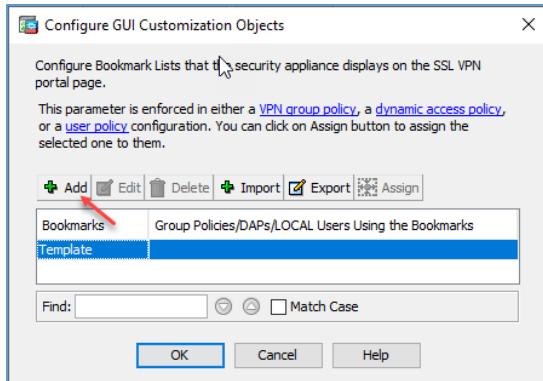 Configure GUI Customization Objects
Configure Bookmark Lists that the security appliance displays on the SSL VPN
portal page.
This parameter is enforced in either a VPN group policy, a dynamic access policy,
or a user policy configuration. You can click on Assign button to assign the
selected one to them.
Add Edit Delete Import Export Assign
Bookmarks Group Policies/DAPs/LOCAL Users Using the Bookmarks
Template
Find: Match Case
OK Cancel Help